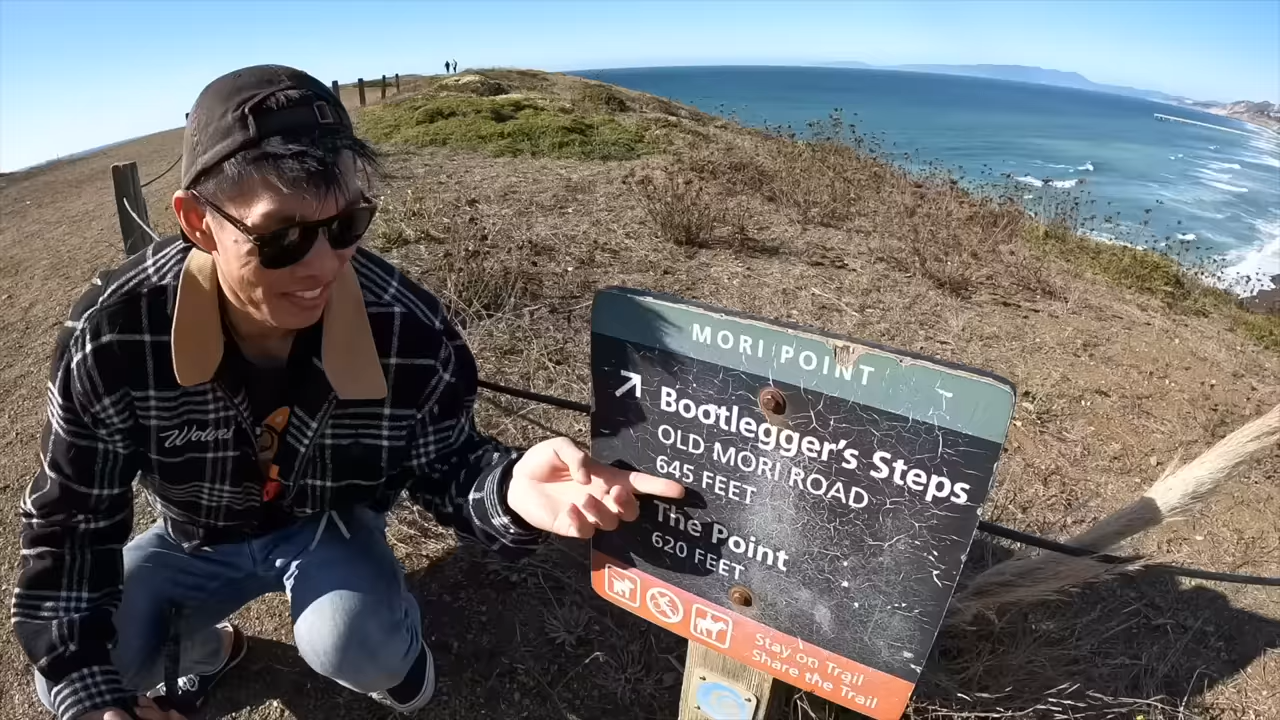 MORI POINT
Bootlegger's Steps
OLD MORI ROAD
645 FEET
The Point
620 FEET
Stay on Trail
Share the Trail
Wolves